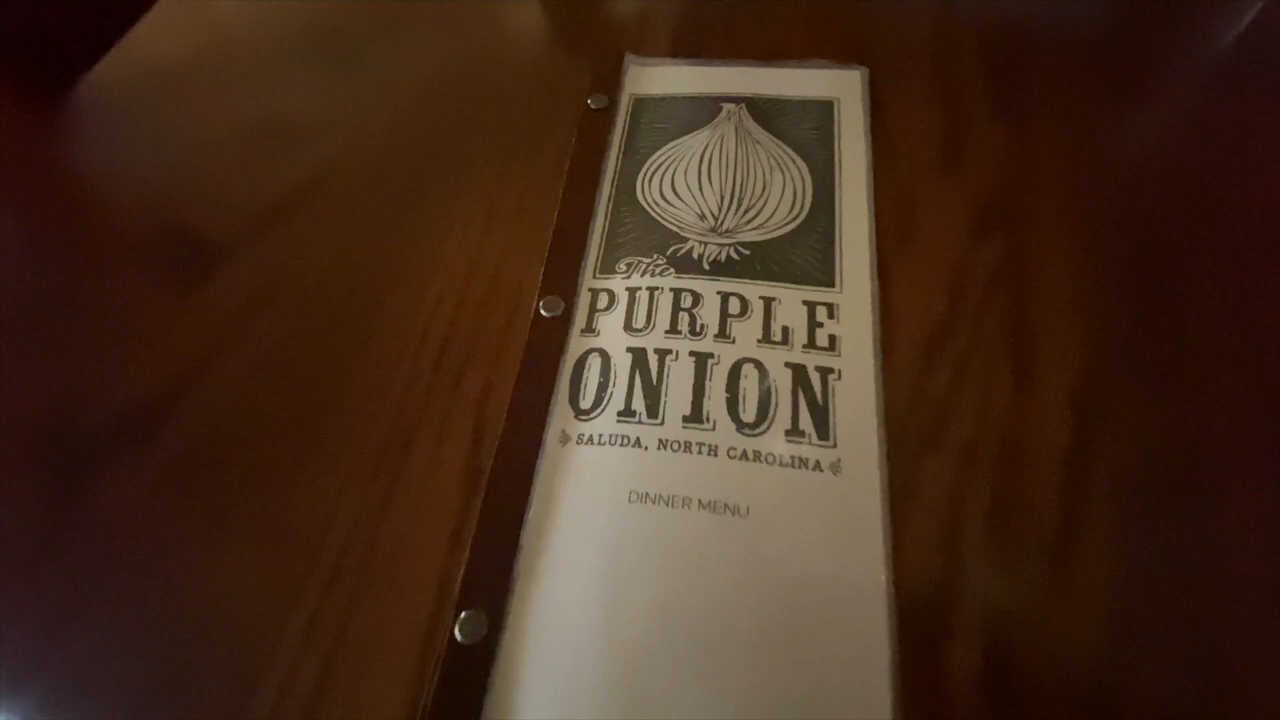 The
PURPLE
ONION
SALUDA, NORTH CAROLINA
DINNER MENU